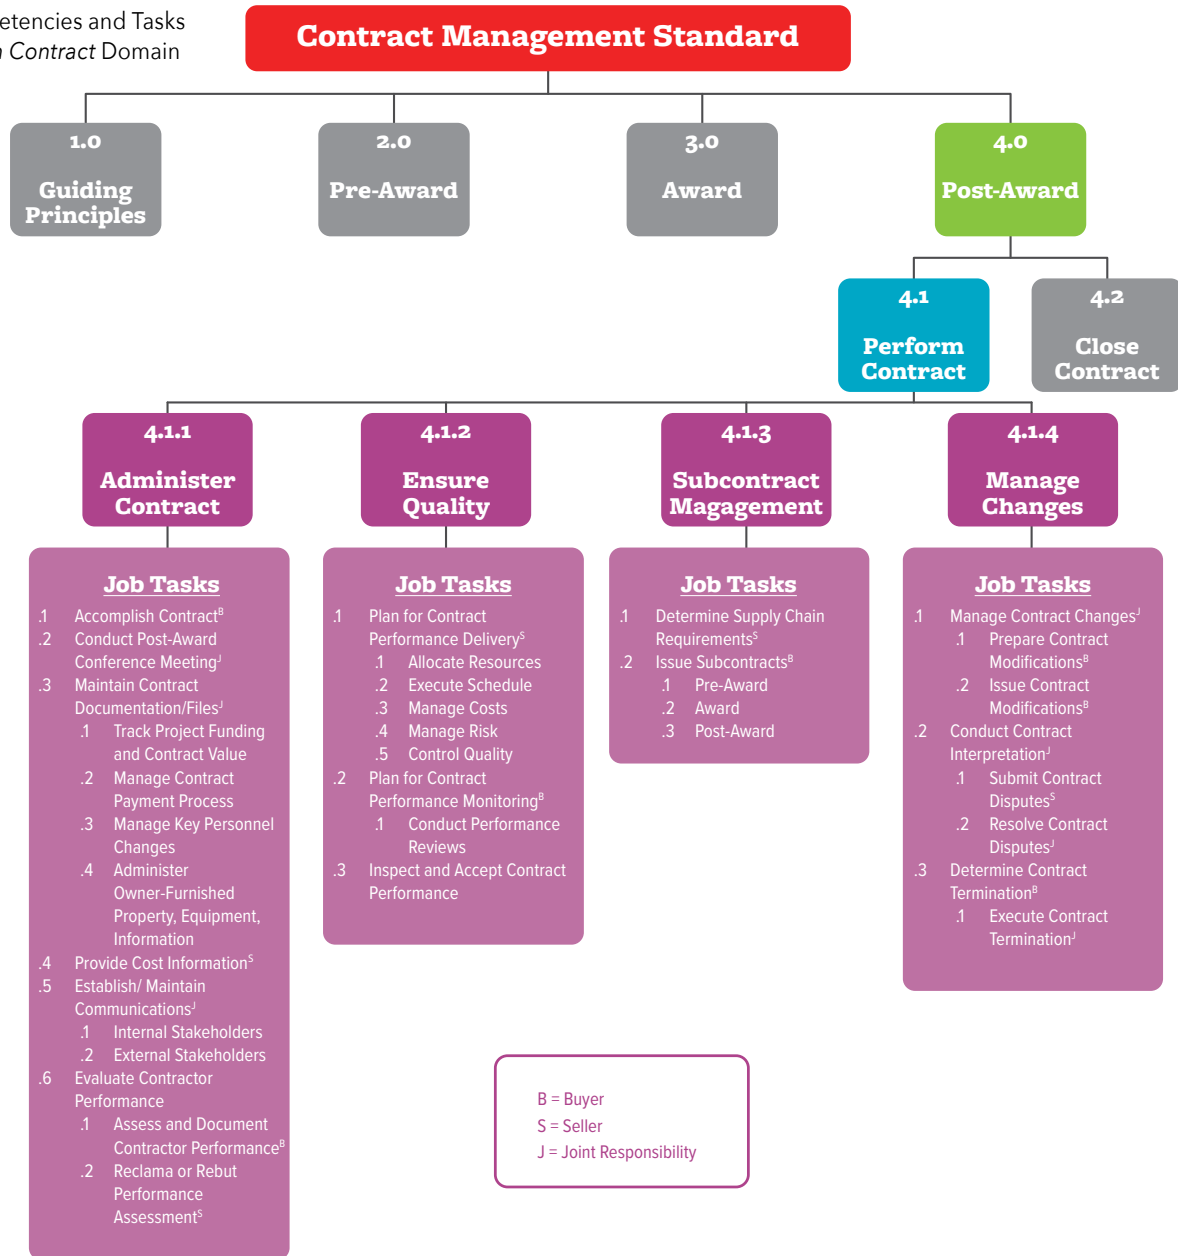 etencies and Tasks
Contract Domain
Contract Management Standard
1.0
Guiding
Principles
2.0
Pre-Award
3.0
Award
4.0
Post-Award
4.1
Perform
Contract
4.2
Close
Contract
4.1.1
Administer
Contract
4.1.2
Ensure
Quality
4.1.3
Subcontract
Magagement
4.1.4
Manage
Changes
Job Tasks
.1 Accomplish Contractᴮ
.2 Conduct Post-Award
Conference Meetingᴶ
.3 Maintain Contract
Documentation/Filesᴶ
.1 Track Project Funding
and Contract Value
.2 Manage Contract
Payment Process
.3 Manage Key Personnel
Changes
.4 Administer
Owner-Furnished
Property, Equipment,
Information
.4 Provide Cost Informationˢ
.5 Establish/ Maintain
Communicationsᴶ
.1 Internal Stakeholders
.2 External Stakeholders
.6 Evaluate Contractor
Performance
.1 Assess and Document
Contractor Performanceᴮ
.2 Reclama or Rebut
Performance
Assessmentˢ
Job Tasks
.1 Plan for Contract
Performance Deliveryˢ
.1 Allocate Resources
.2 Execute Schedule
.3 Manage Costs
.4 Manage Risk
.5 Control Quality
.2 Plan for Contract
Performance Monitoringᴮ
.1 Conduct Performance
Reviews
.3 Inspect and Accept Contract
Performance
Job Tasks
.1 Determine Supply Chain
Requirementsˢ
.2 Issue Subcontractsᴮ
.1 Pre-Award
.2 Award
.3 Post-Award
Job Tasks
.1 Manage Contract Changesᴶ
.1 Prepare Contract
Modificationsᴮ
.2 Issue Contract
Modificationsᴮ
.2 Conduct Contract
Interpretationᴶ
.1 Submit Contract
Disputesˢ
.2 Resolve Contract
Disputesᴶ
.3 Determine Contract
Terminationᴮ
.1 Execute Contract
Terminationᴶ
B = Buyer
S = Seller
J = Joint Responsibility